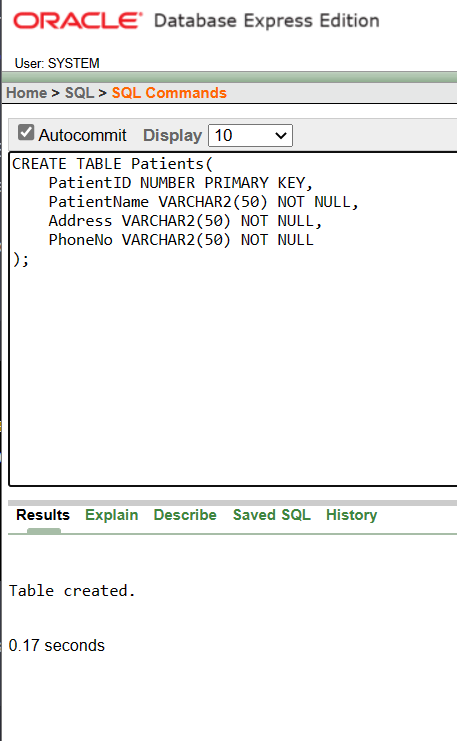 ORACLE® Database Express Edition
User: SYSTEM
Home > SQL > SQL Commands
Autocommit Display 10
CREATE TABLE Patients(
    PatientID NUMBER PRIMARY KEY,
    PatientName VARCHAR2(50) NOT NULL,
    Address VARCHAR2(50) NOT NULL,
    PhoneNo VARCHAR2(50) NOT NULL
);
Results Explain Describe Saved SQL History
Table created.
0.17 seconds